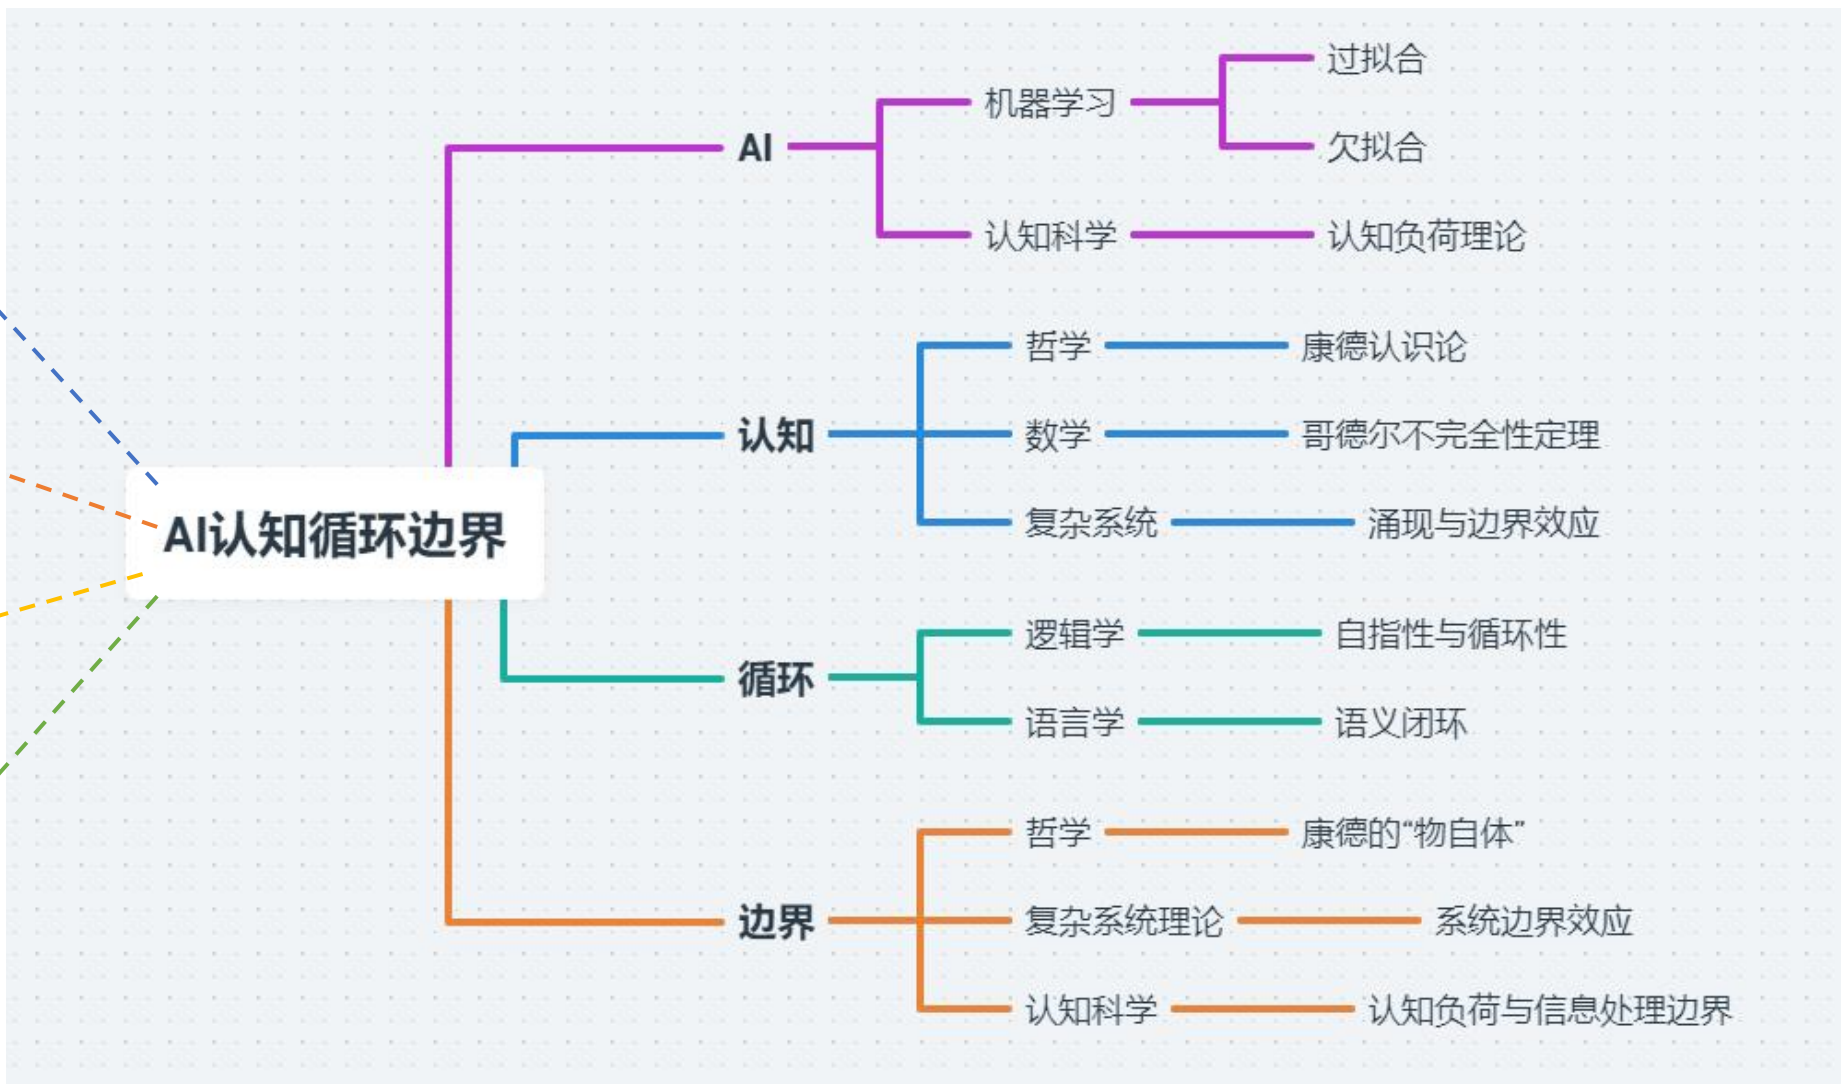 AI认知循环边界
AI
机器学习
过拟合
欠拟合
认知科学
认知负荷理论
认知
哲学
康德认识论
数学
哥德尔不完全性定理
复杂系统
涌现与边界效应
循环
逻辑学
自指性与循环性
语言学
语义闭环
边界
哲学
康德的“物自体”
复杂系统理论
系统边界效应
认知科学
认知负荷与信息处理边界